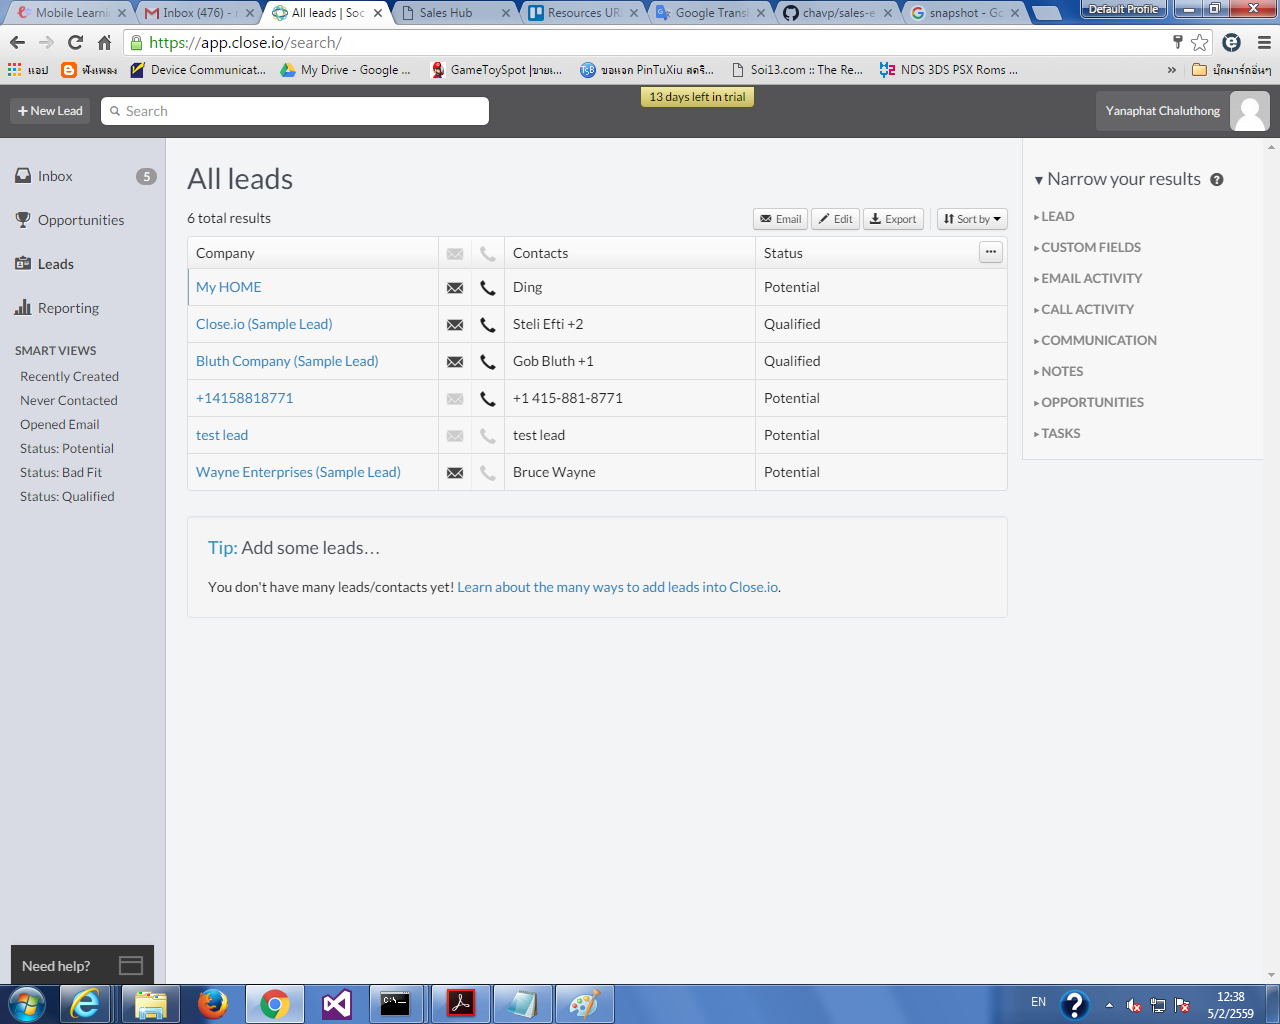 Mobile Learni
Inbox (476) -
All leads | Soc
Sales Hub
Resources UR
Google Transl
chavp/sales-e
snapshot - Go
Default Profile
https://app.close.io/search/
แอป
ฟังเพลง
Device Communicat...
My Drive - Google ...
GameToySpot |ขายเ...
ขอแจก PinTuXiu สตรี...
Soi13.com :: The Re...
NDS 3DS PSX Roms ...
»
บุ๊กมาร์กอื่นๆ
13 days left in trial
+ New Lead
Search
Yanaphat Chaluthong
Inbox
5
Opportunities
Leads
Reporting
SMART VIEWS
Recently Created
Never Contacted
Opened Email
Status: Potential
Status: Bad Fit
Status: Qualified
All leads
6 total results
Email
Edit
Export
Sort by
Company Contacts Status
My HOME Ding Potential
Close.io (Sample Lead) Steli Efti +2 Qualified
Bluth Company (Sample Lead) Gob Bluth +1 Qualified
+14158818771 +1 415-881-8771 Potential
test lead test lead Potential
Wayne Enterprises (Sample Lead) Bruce Wayne Potential
Tip: Add some leads…
You don't have many leads/contacts yet! Learn about the many ways to add leads into Close.io.
Narrow your results
LEAD
CUSTOM FIELDS
EMAIL ACTIVITY
CALL ACTIVITY
COMMUNICATION
NOTES
OPPORTUNITIES
TASKS
Need help?
EN
12:38
5/2/2559